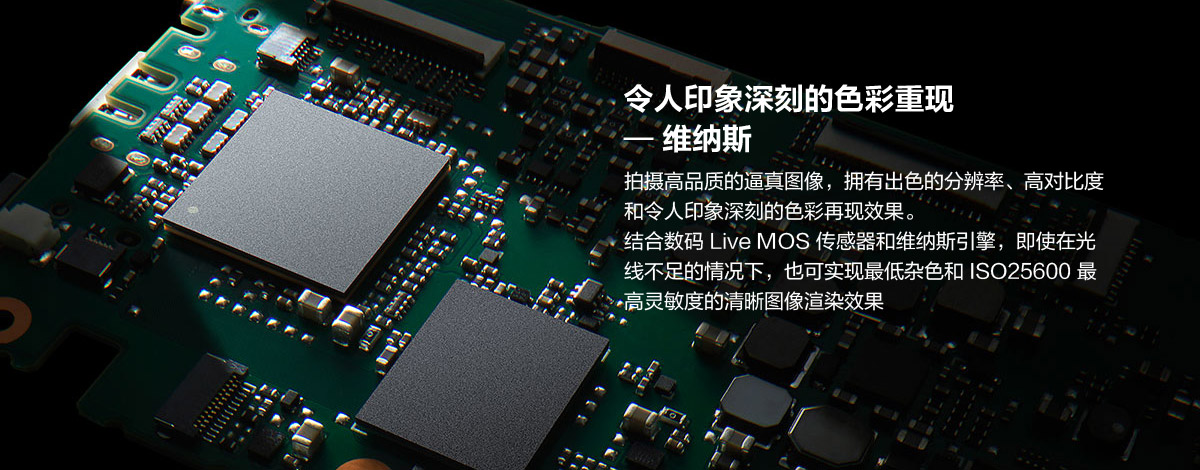 令人印象深刻的色彩重现
— 维纳斯
拍摄高品质的逼真图像，拥有出色的分辨率、高对比度
和令人印象深刻的色彩再现效果。
结合数码 Live MOS 传感器和维纳斯引擎，即使在光
线不足的情况下，也可实现最低杂色和 ISO25600 最
高灵敏度的清晰图像渲染效果